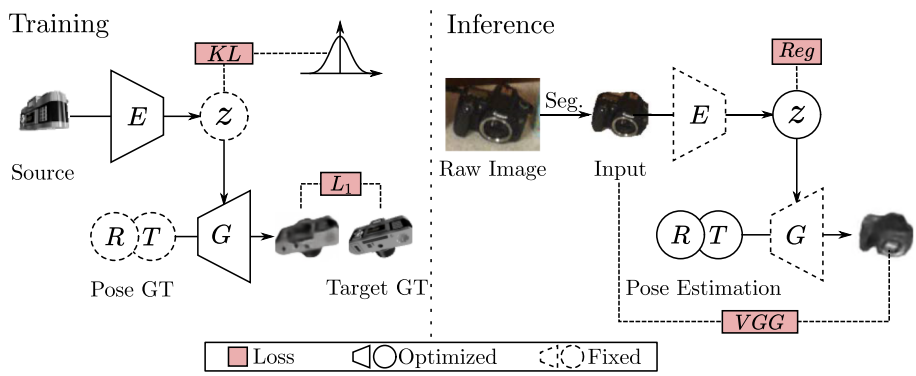 Training
KL
E
z
Source
L1
R T
G
Pose GT
Target GT
Inference
Reg
Seg.
E
z
Raw Image
Input
R T
G
Pose Estimation
VGG
Loss
Optimized
Fixed